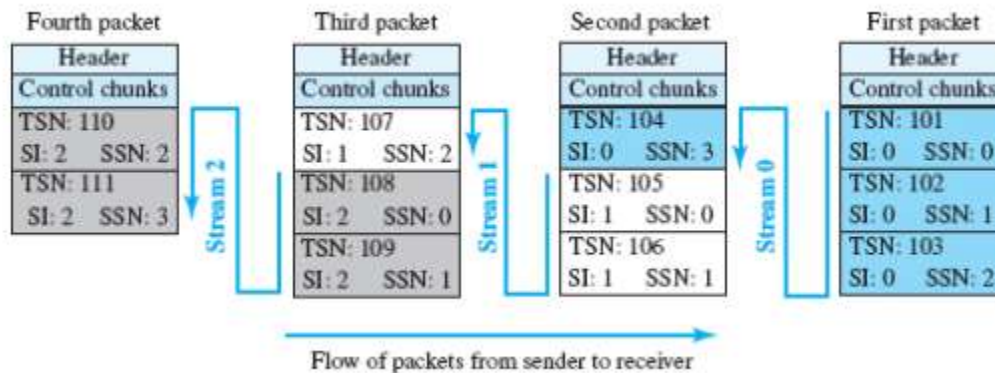 Fourth packet
Header
Control chunks
TSN: 110
SI: 2 SSN: 2
TSN: 111
SI: 2 SSN: 3
Stream 2
Third packet
Header
Control chunks
TSN: 107
SI: 1 SSN: 2
TSN: 108
SI: 2 SSN: 0
TSN: 109
SI: 2 SSN: 1
Stream 1
Second packet
Header
Control chunks
TSN: 104
SI: 0 SSN: 3
TSN: 105
SI: 1 SSN: 0
TSN: 106
SI: 1 SSN: 1
Stream 0
First packet
Header
Control chunks
TSN: 101
SI: 0 SSN: 0
TSN: 102
SI: 0 SSN: 1
TSN: 103
SI: 0 SSN: 2
Flow of packets from sender to receiver